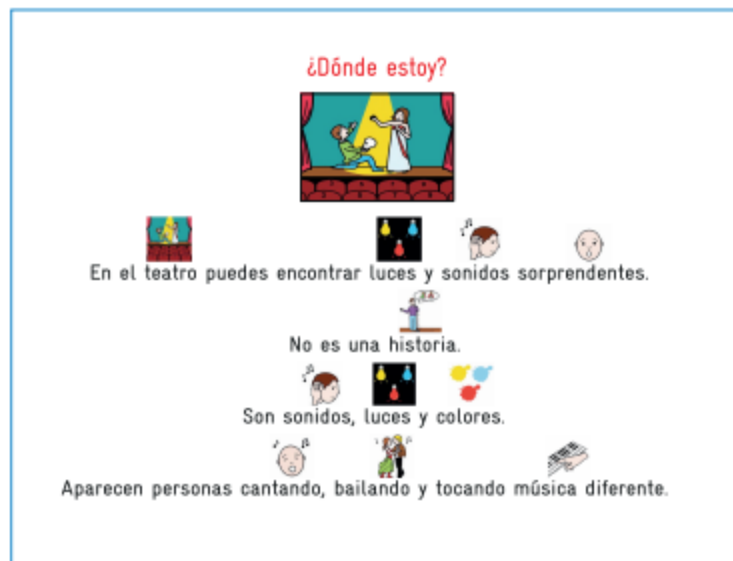 ¿Dónde estoy?
En el teatro puedes encontrar luces y sonidos sorprendentes.
No es una historia.
Son sonidos, luces y colores.
Aparecen personas cantando, bailando y tocando música diferente.